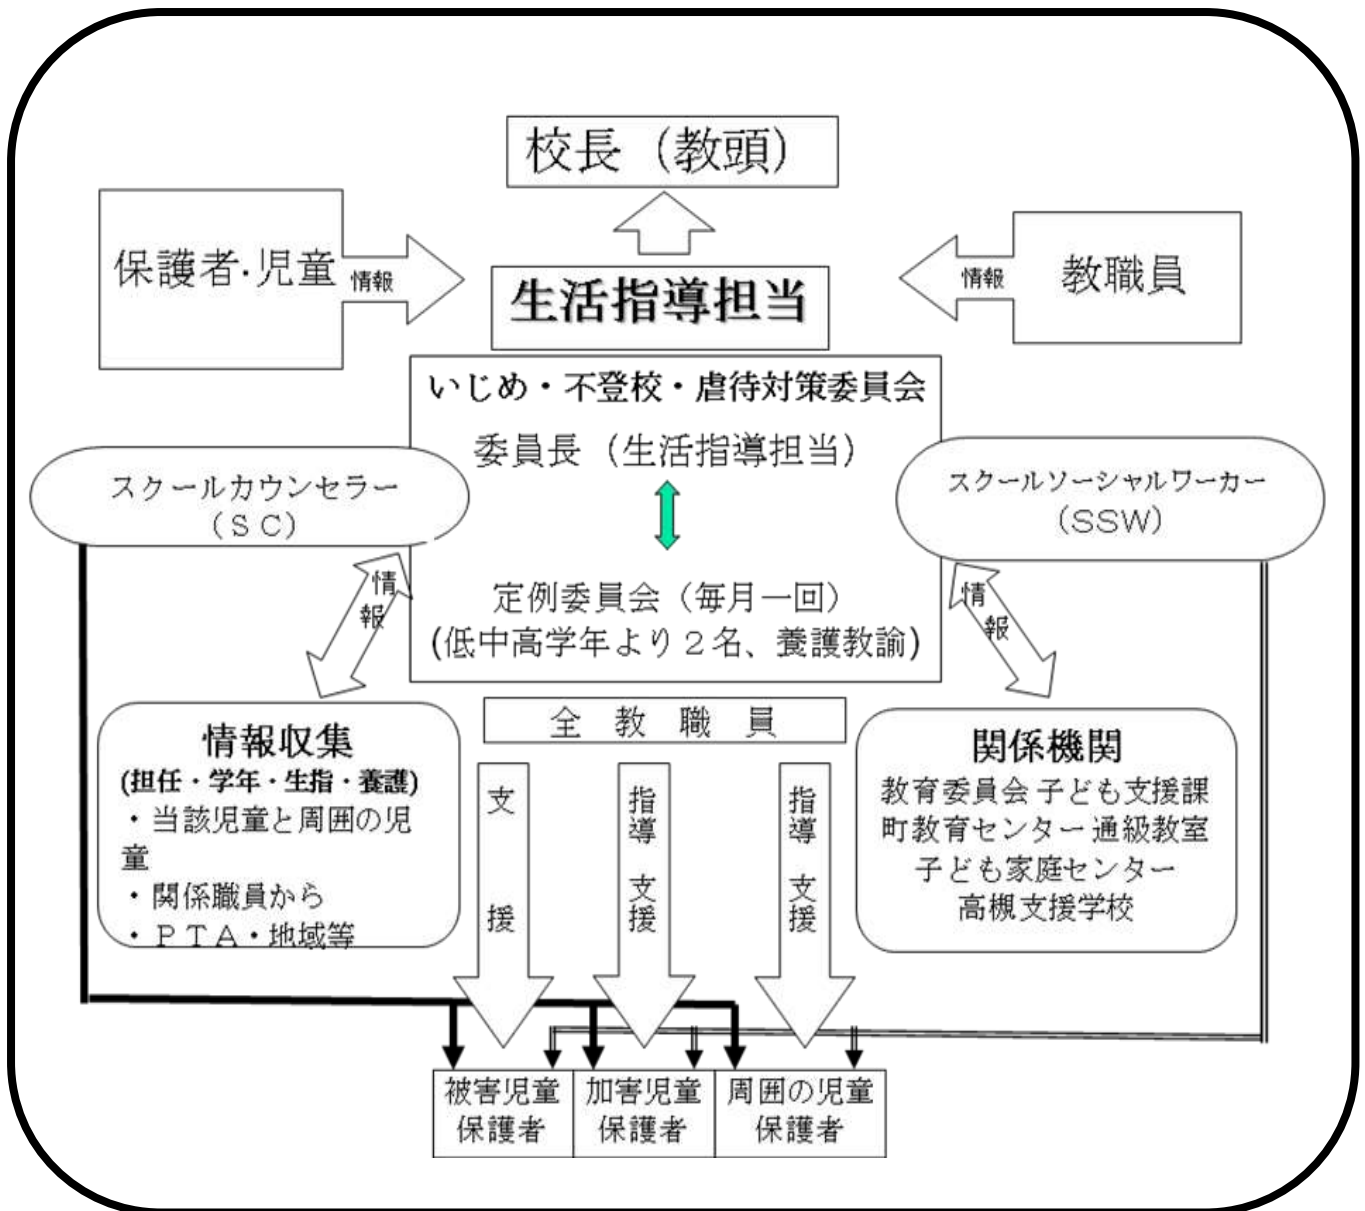 校長（教頭）
保護者・児童
情報
生活指導担当
情報
教職員
いじめ・不登校・虐待対策委員会
委員長（生活指導担当）
スクールカウンセラー
（ＳＣ）
スクールソーシャルワーカー
（SSW）
定例委員会（毎月一回）
(低中高学年より２名、養護教諭)
情報
情報
全教職員
情報収集
(担任・学年・生指・養護)
・当該児童と周囲の児
童
・関係職員から
・ＰＴＡ・地域等
支援
指導 支援
指導 支援
関係機関
教育委員会 子ども支援課
町教育センター 通級教室
子ども家庭センター
高槻支援学校
被害児童
保護者
加害児童
保護者
周囲の児童
保護者